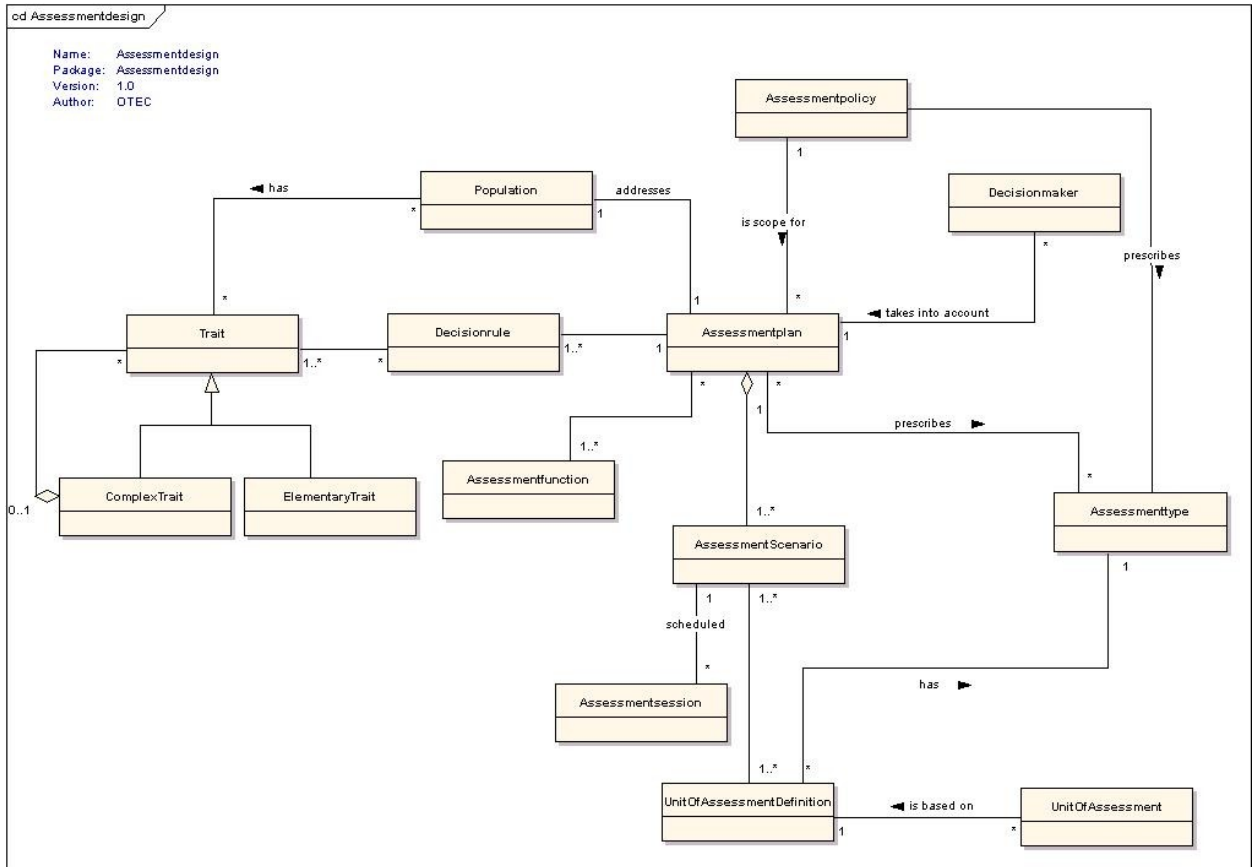 cd Assessmentdesign
Name: Assessmentdesign
Package: Assessmentdesign
Version: 1.0
Author: OTEC
Assessmentpolicy
1
Population
has
*
addresses
1
Decisionmaker
*
is scope for
prescribes
*
1
*
Trait
Decisionrule
Assessmentplan
takes into account
*
1..*
*
1..*
1
1
*
*
1
prescribes
1..*
Assessmentfunction
ComplexTrait
ElementaryTrait
0..1
*
Assessmenttype
1..*
AssessmentScenario
1
1
1..*
scheduled
*
has
Assessmentsession
1..*
*
UnitOfAssessmentDefinition
is based on
UnitOfAssessment
1
*